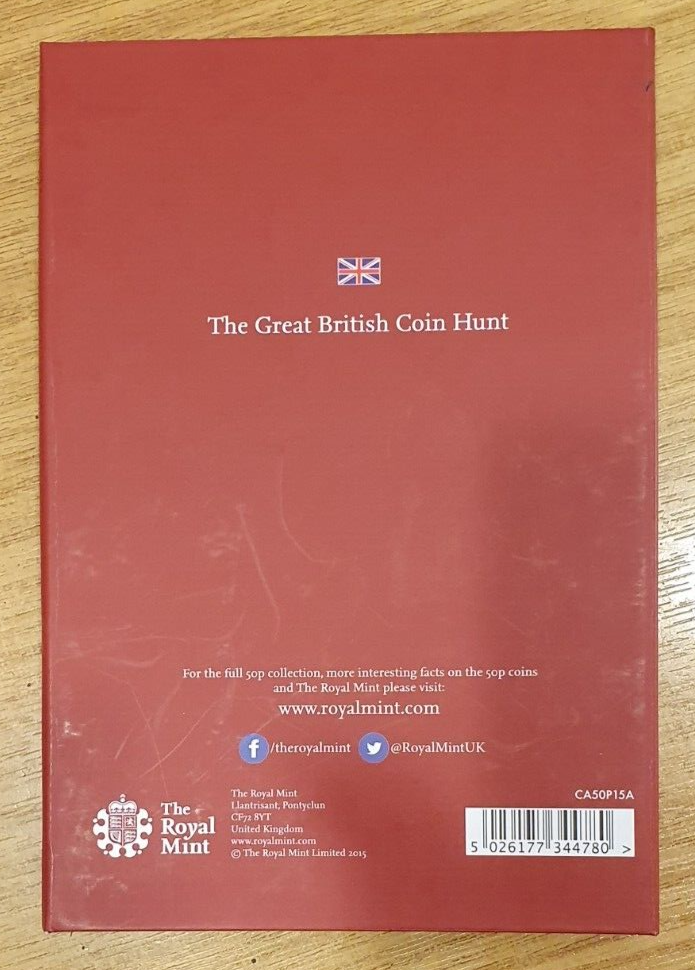 The Great British Coin Hunt
For the full 50p collection, more interesting facts on the 50p coins
and The Royal Mint please visit:
www.royalmint.com
f /theroyalmint @RoyalMintUK
The
Royal
Mint
The Royal Mint
Llantrisant, Pontyclun
CF72 8YT
United Kingdom
www.royalmint.com
© The Royal Mint Limited 2015
CA50P15A
5 026177 344780 >